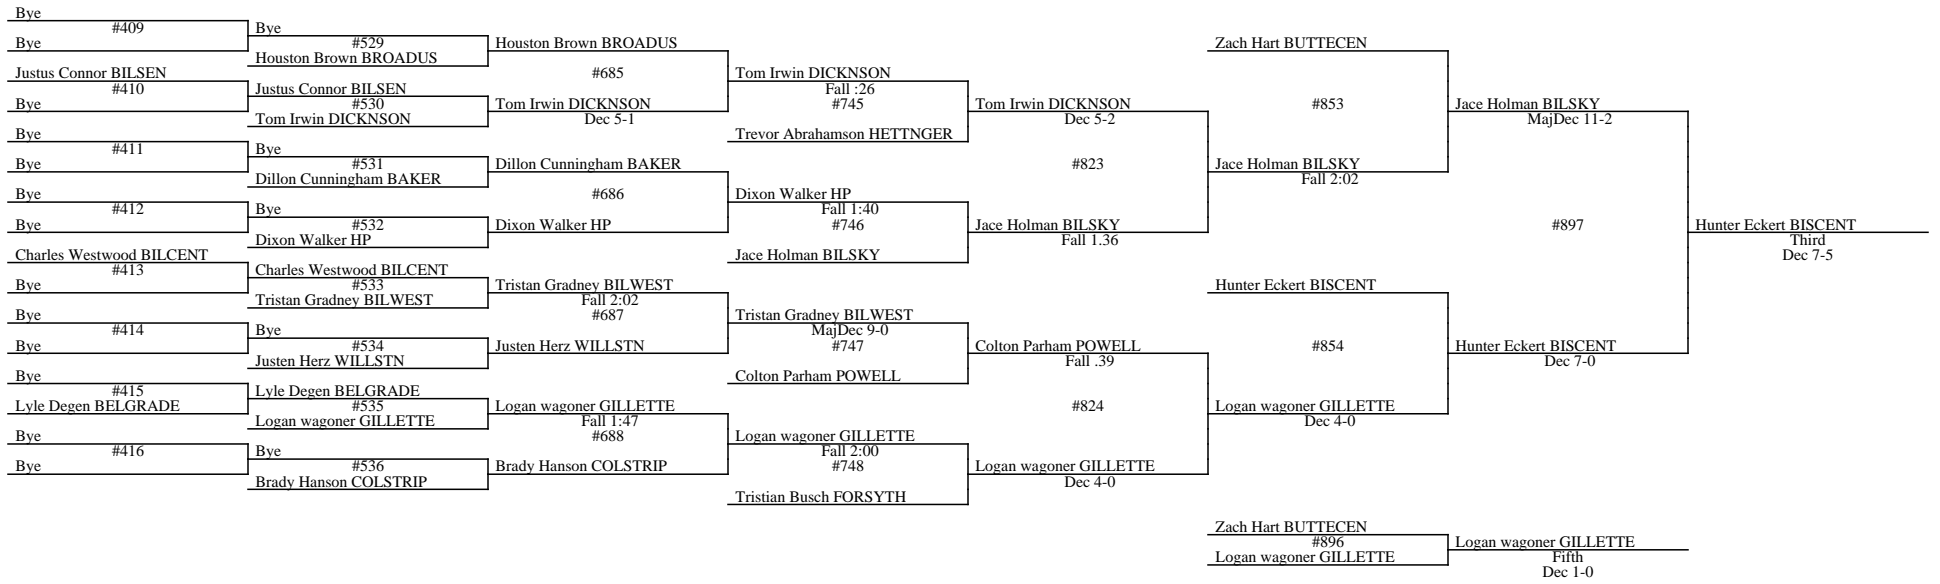 Bye
#409
Bye
Justus Connor BILSEN
#410
Bye
Bye
#411
Bye
Bye
#412
Bye
Charles Westwood BILCENT
#413
Bye
Bye
#414
Bye
Bye
#415
Lyle Degen BELGRADE
Bye
#416
Bye
Bye
#529
Houston Brown BROADUS
Justus Connor BILSEN
#530
Tom Irwin DICKNSON
Bye
#531
Dillon Cunningham BAKER
Bye
#532
Dixon Walker HP
Charles Westwood BILCENT
#533
Tristan Gradney BILWEST
Bye
#534
Justen Herz WILLSTN
Lyle Degen BELGRADE
#535
Logan wagoner GILLETTE
Bye
#536
Brady Hanson COLSTRIP
Houston Brown BROADUS
#685
Tom Irwin DICKNSON
Dec 5-1
Dillon Cunningham BAKER
#686
Dixon Walker HP
Tristan Gradney BILWEST
Fall 2:02
#687
Justen Herz WILLSTN
Logan wagoner GILLETTE
Fall 1:47
#688
Brady Hanson COLSTRIP
Tom Irwin DICKNSON
Fall :26
#745
Trevor Abrahamson HETTNGER
Dixon Walker HP
Fall 1:40
#746
Jace Holman BILSKY
Tristan Gradney BILWEST
MajDec 9-0
#747
Colton Parham POWELL
Logan wagoner GILLETTE
Fall 2:00
#748
Tristian Busch FORSYTH
Tom Irwin DICKNSON
Dec 5-2
#823
Jace Holman BILSKY
Fall 1.36
Colton Parham POWELL
Fall .39
#824
Logan wagoner GILLETTE
Dec 4-0
Zach Hart BUTTECEN
#853
Jace Holman BILSKY
Fall 2:02
Hunter Eckert BISCENT
#854
Logan wagoner GILLETTE
Dec 4-0
Jace Holman BILSKY
MajDec 11-2
#897
Hunter Eckert BISCENT
Dec 7-0
Hunter Eckert BISCENT
Third
Dec 7-5
Zach Hart BUTTECEN
#896
Logan wagoner GILLETTE
Logan wagoner GILLETTE
Fifth
Dec 1-0